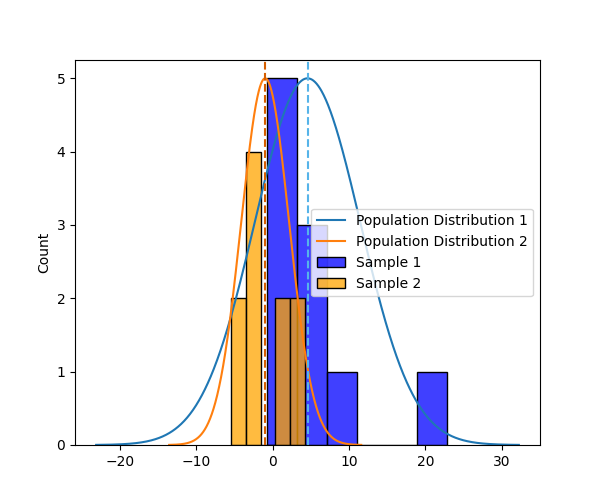 5
4
3
2
1
0
Count
Population Distribution 1
Population Distribution 2
Sample 1
Sample 2
−20 −10 0 10 20 30